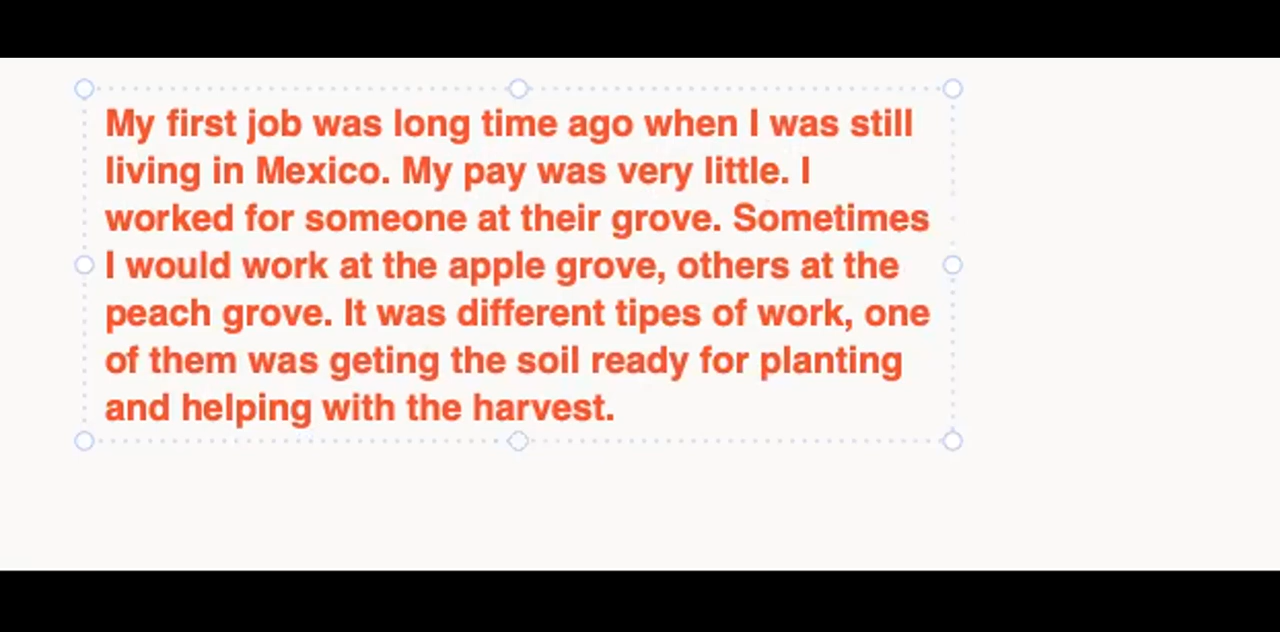 My first job was long time ago when I was still
living in Mexico. My pay was very little. I
worked for someone at their grove. Sometimes
I would work at the apple grove, others at the
peach grove. It was different tipes of work, one
of them was geting the soil ready for planting
and helping with the harvest.